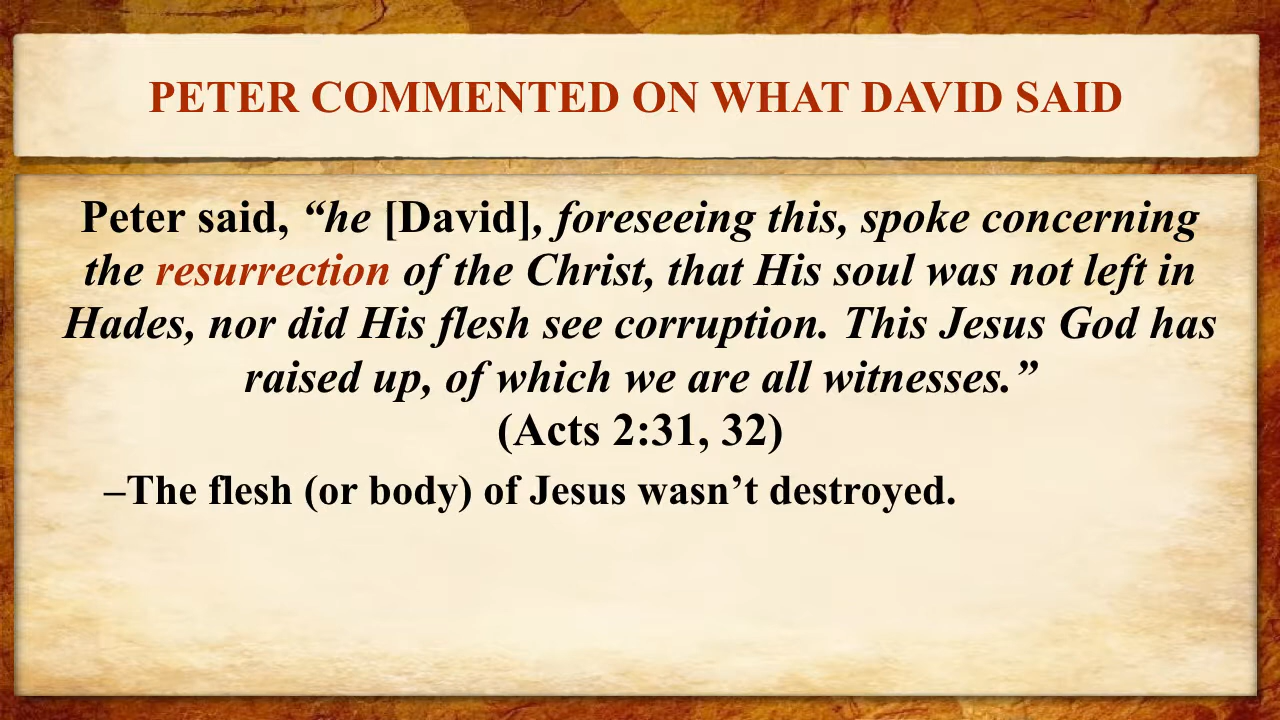 PETER COMMENTED ON WHAT DAVID SAID
Peter said, “he [David], foreseeing this, spoke concerning
the resurrection of the Christ, that His soul was not left in
Hades, nor did His flesh see corruption. This Jesus God has
raised up, of which we are all witnesses.”
(Acts 2:31, 32)
–The flesh (or body) of Jesus wasn’t destroyed.